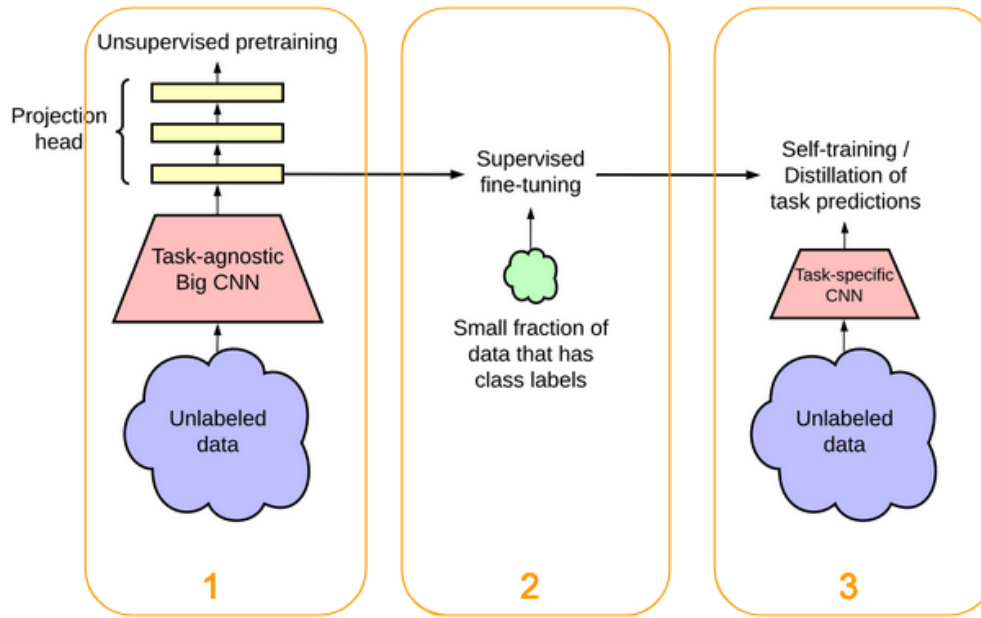 Unsupervised pretraining
Projection
head
Task-agnostic
Big CNN
Unlabeled
data
1
Supervised
fine-tuning
Small fraction of
data that has
class labels
2
Self-training /
Distillation of
task predictions
Task-specific
CNN
Unlabeled
data
3